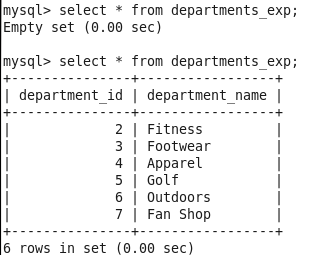 mysql> select * from departments_exp;
Empty set (0.00 sec)

mysql> select * from departments_exp;
+---------------+-----------------+
| department_id | department_name |
+---------------+-----------------+
|             2 | Fitness         |
|             3 | Footwear        |
|             4 | Apparel         |
|             5 | Golf            |
|             6 | Outdoors        |
|             7 | Fan Shop        |
+---------------+-----------------+
6 rows in set (0.00 sec)